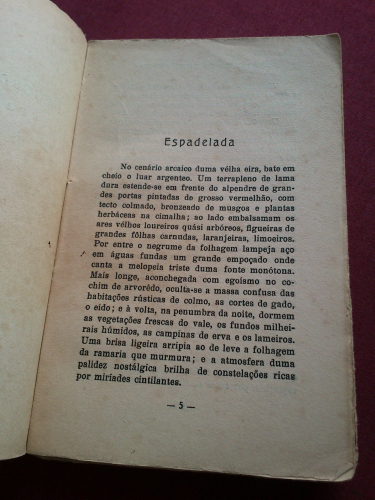 Espadelada
No cenário arcaico duma vélha eira, bate em
cheio o luar argenteo. Um terrapleno de lama
dura estende-se em frente do alpendre de gran-
des portas pintadas de grosso vermelhão, com
tecto colmado, bronzeado de musgos e plantas
herbáceas na cimalha; ao lado embalsamam os
ares vélhos loureiros quási arbóreos, figueiras de
grandes fôlhas carnudas, laranjeiras, limoeiros.
Por entre o negrume da folhagem lampeja aço
em águas fundas um grande empoçado onde
canta a melopeia triste duma fonte monótona.
Mais longe, aconchegada com egoísmo no co-
chim de arvorêdo, oculta-se a massa confusa das
habitações rústicas de colmo, as cortes de gado,
o eido; e à volta, na penumbra da noite, dormem
as vegetações frescas do vale, os fundos milhei-
rais húmidos, as campinas de erva e os lameiros.
Uma brisa ligeira arripia ao de leve a folhagem
da ramaria que murmura; e a atmosfera duma
palidez nostálgica brilha de constelações ricas
por miríades cintilantes.
— 5 —